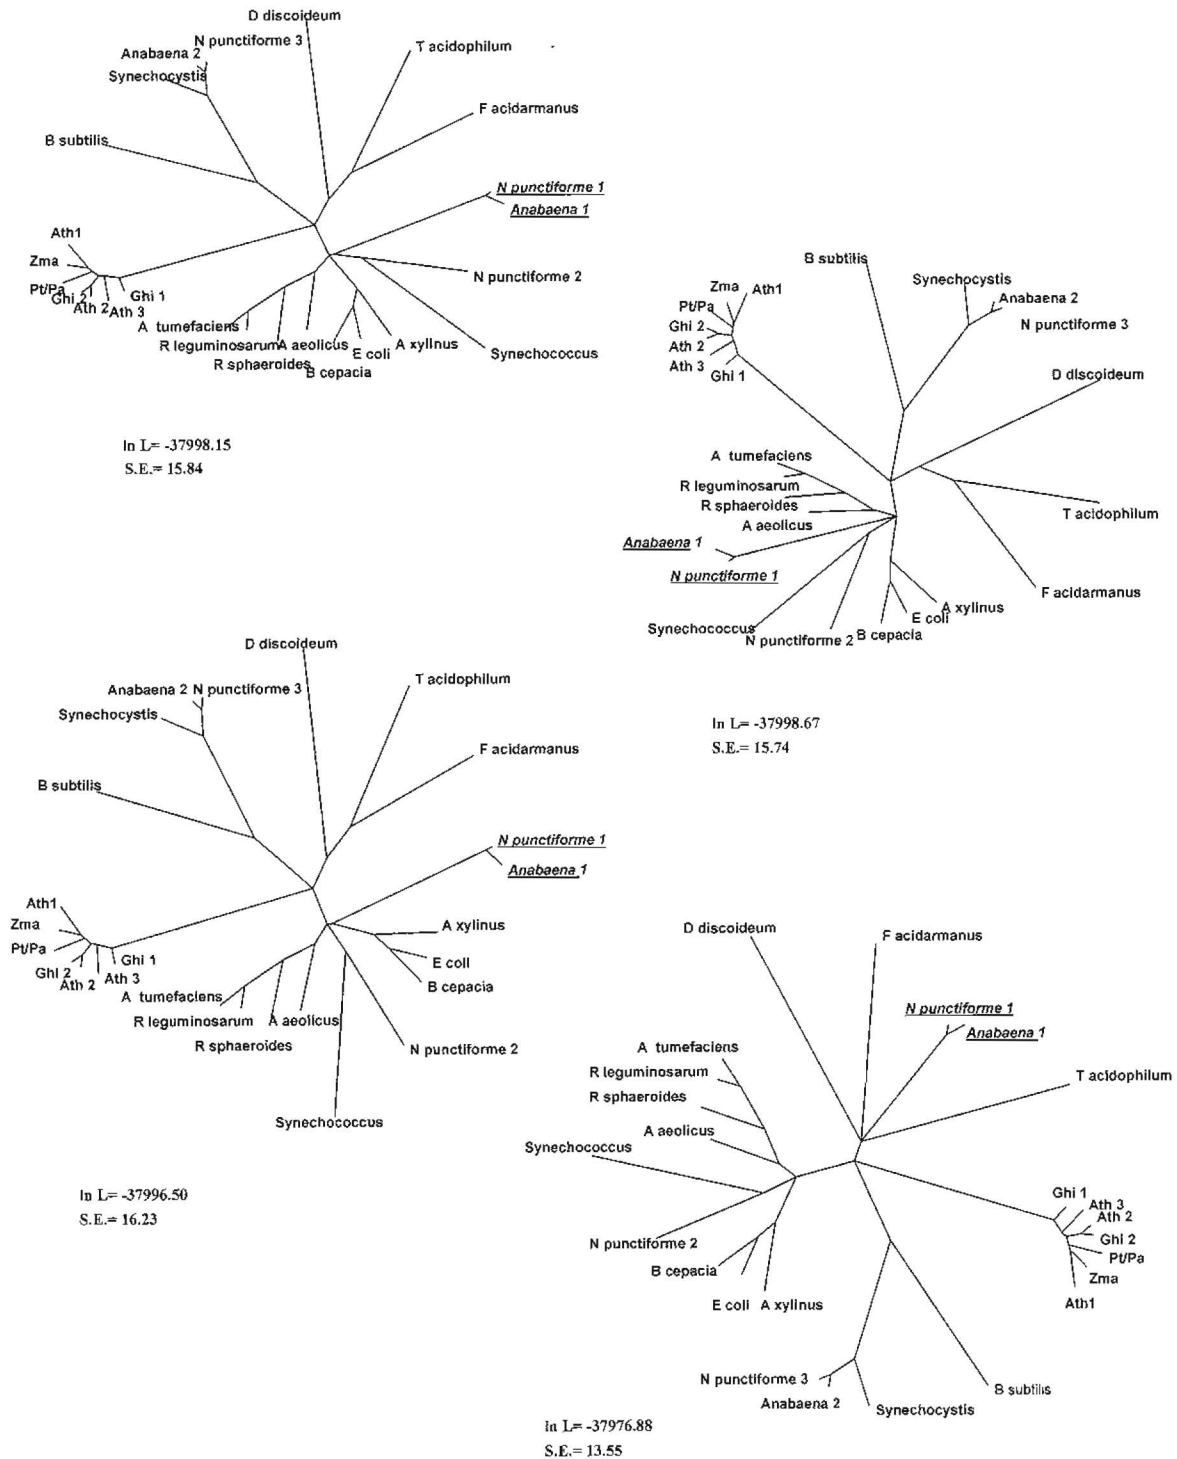 D discoideum
N punctiforme 3
Anabaena 2
T acidophilum
Synechocystis
F acidarmanus
B subtilis
N punctiforme 1
Anabaena 1
Ath1
Zma
N punctiforme 2
Pt/Pa
Ghi 2
Ghi 1
Ath 2
Ath 3
A tumefaciens
R leguminosarum
A aeolicus
A xylinus
E coli
Synechococcus
R sphaeroides
B cepacia
ln L= -37998.15
S.E.= 15.84
B subtilis
Synechocystis
Zma
Ath1
Anabaena 2
Pt/Pa
N punctiforme 3
Ghi 2
Ath 2
Ath 3
Ghi 1
D discoideum
A tumefaciens
R leguminosarum
R sphaeroides
T acidophilum
A aeolicus
Anabaena 1
N punctiforme 1
F acidarmanus
A xylinus
E coli
Synechococcus
N punctiforme 2
B cepacia
ln L= -37998.67
S.E.= 15.74
D discoideum
Anabaena 2
N punctiforme 3
T acidophilum
Synechocystis
F acidarmanus
B subtilis
N punctiforme 1
Anabaena 1
Ath1
Zma
A xylinus
Pt/Pa
Ghi 1
E coli
Ghi 2
Ath 3
Ath 2
B cepacia
A tumefaciens
R leguminosarum
A aeolicus
R sphaeroides
N punctiforme 2
Synechococcus
ln L= -37996.50
S.E.= 16.23
D discoideum
F acidarmanus
N punctiforme 1
Anabaena 1
A tumefaciens
R leguminosarum
T acidophilum
R sphaeroides
A aeolicus
Synechococcus
Ghi 1
Ath 3
Ath 2
Ghi 2
N punctiforme 2
Pt/Pa
B cepacia
Zma
E coli
A xylinus
Ath1
N punctiforme 3
B subtilis
Anabaena 2
Synechocystis
ln L= -37976.88
S.E.= 13.55